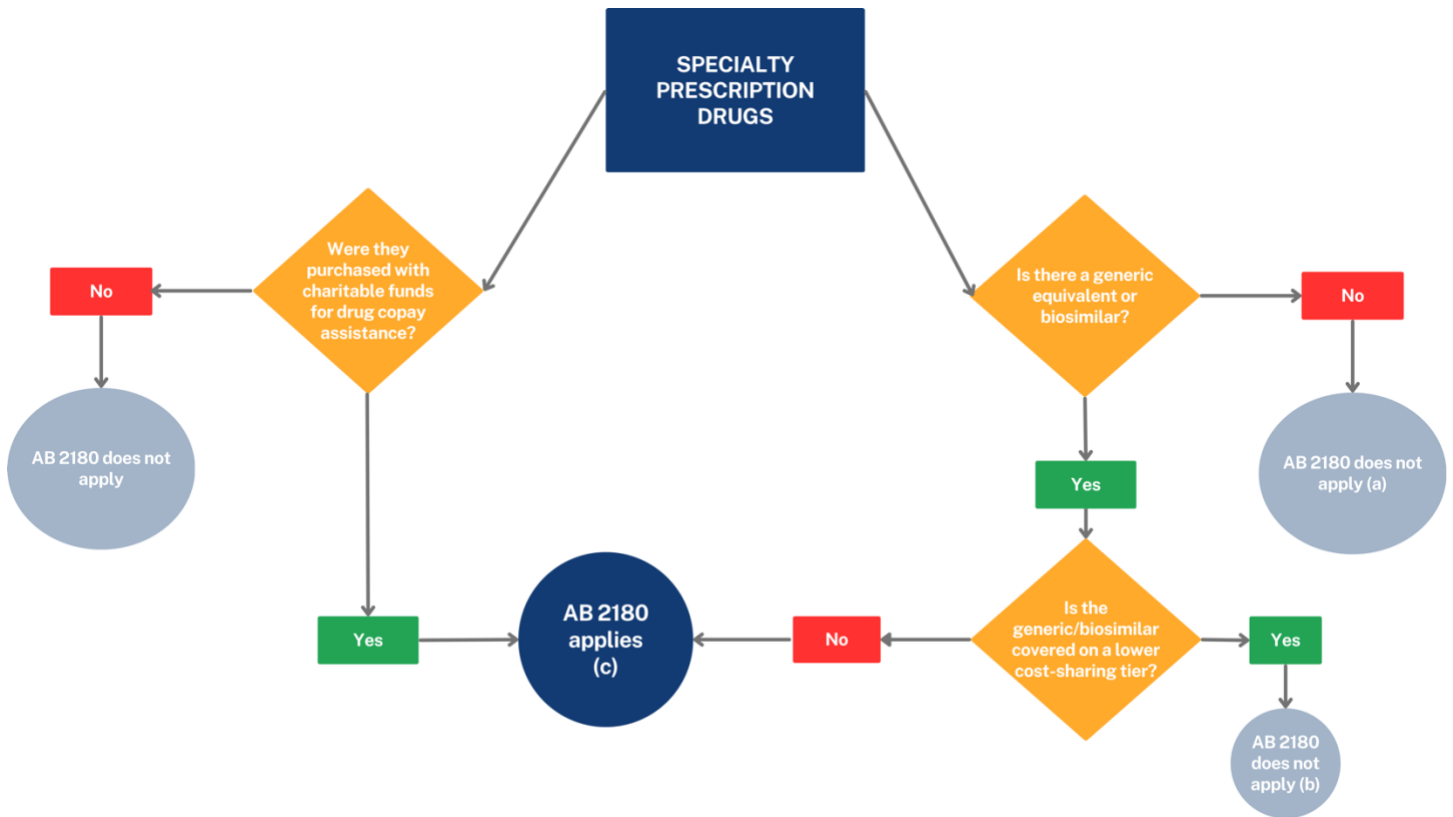 SPECIALTY
PRESCRIPTION
DRUGS
Were they
purchased with
charitable funds
for drug copay
assistance?
No
AB 2180 does not
apply
Yes
AB 2180
applies
(c)
Is there a generic
equivalent or
biosimilar?
No
AB 2180 does not
apply (a)
Yes
Is the
generic/biosimilar
covered on a lower
cost-sharing tier?
No
Yes
AB 2180
does not
apply (b)